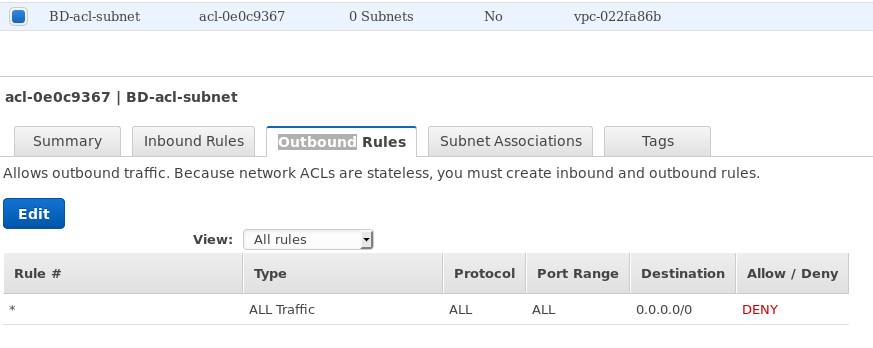 BD-acl-subnet acl-0e0c9367 0 Subnets No vpc-022fa86b
acl-0e0c9367 | BD-acl-subnet
Summary Inbound Rules Outbound Rules Subnet Associations Tags
Allows outbound traffic. Because network ACLs are stateless, you must create inbound and outbound rules.
Edit
View: All rules
Rule # Type Protocol Port Range Destination Allow / Deny
* ALL Traffic ALL ALL 0.0.0.0/0 DENY